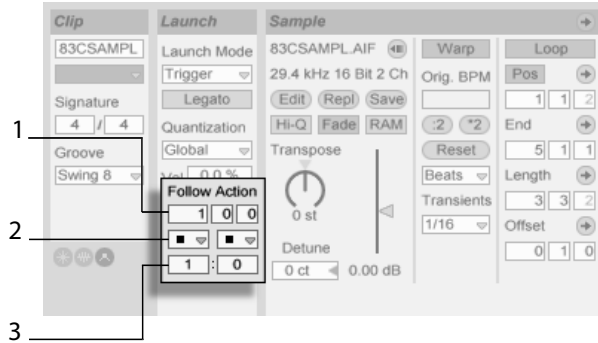 Clip
83CSAMPL
Signature
4 / 4
Groove
Swing 8
Launch
Launch Mode
Trigger
Legato
Quantization
Global
Vel 0.0 %
Follow Action
1 0 0
1 : 0
Sample
83CSAMPL.AIF
29.4 kHz 16 Bit 2 Ch
Edit Repl Save
Hi-Q Fade RAM
Transpose
0 st
Detune
0 ct 0.00 dB
Warp
Orig. BPM
:2 *2
Reset
Beats
Transients
1/16
Loop
Pos
1 1 2
End
5 1 1
Length
3 3 2
Offset
0 1 0
1
2
3